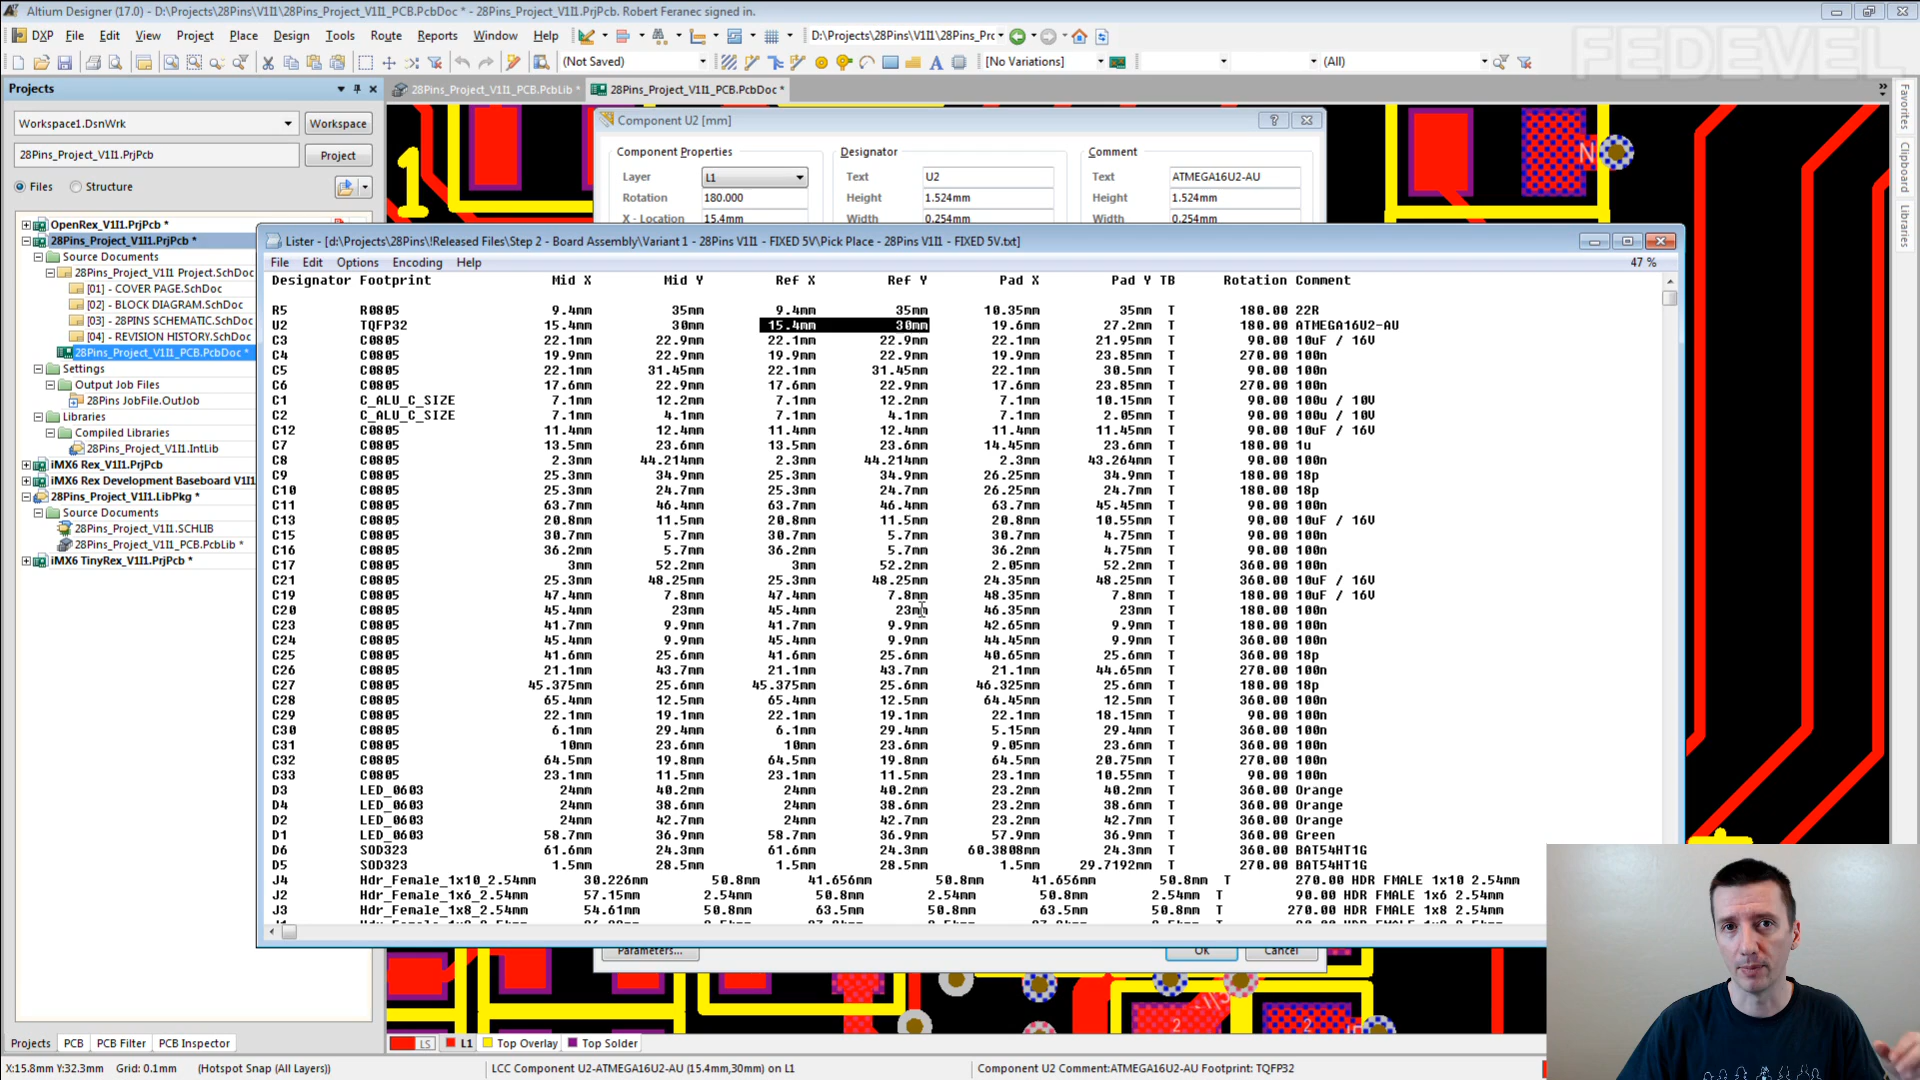 Altium Designer (17.0) - D:\Projects\28Pins\V1I1\28Pins_Project_V1I1_PCB.PcbDoc * - 28Pins_Project_V1I1.PrjPcb. Robert Feranec signed in.
DXP File Edit View Project Place Design Tools Route Reports Window Help D:\Projects\28Pins\V1I1\28Pins_Prc
FEDEVEL
(Not Saved) [No Variations] (All)
Projects
28Pins_Project_V1I1_PCB.PcbLib * 28Pins_Project_V1I1_PCB.PcbDoc *
Favorites
Clipboard
Libraries
Workspace1.DsnWrk Workspace
28Pins_Project_V1I1.PrjPcb Project
Files Structure
OpenRex_V1I1.PrjPcb *
28Pins_Project_V1I1.PrjPcb *
Source Documents
28Pins_Project_V1I1 Project.SchDoc
[01] - COVER PAGE.SchDoc
[02] - BLOCK DIAGRAM.SchDoc
[03] - 28PINS SCHEMATIC.SchDoc
[04] - REVISION HISTORY.SchDoc
28Pins_Project_V1I1_PCB.PcbDoc *
Settings
Output Job Files
28Pins JobFile.OutJob
Libraries
Compiled Libraries
28Pins_Project_V1I1.IntLib
iMX6 Rex_V1I1.PrjPcb
iMX6 Rex Development Baseboard V1I1
28Pins_Project_V1I1.LibPkg *
Source Documents
28Pins_Project_V1I1.SCHLIB
28Pins_Project_V1I1_PCB.PcbLib *
iMX6 TinyRex_V1I1.PrjPcb *
1
N
Component U2 [mm]
Component Properties Designator Comment
Layer L1 Text U2 Text ATMEGA16U2-AU
Rotation 180.000 Height 1.524mm Height 1.524mm
X - Location 15.4mm Width 0.254mm Width 0.254mm
Lister - [d:\Projects\28Pins\!Released Files\Step 2 - Board Assembly\Variant 1 - 28Pins V1I1 - FIXED 5V\Pick Place - 28Pins V1I1 - FIXED 5V.txt]
File Edit Options Encoding Help 47 %
Designator Footprint Mid X Mid Y Ref X Ref Y Pad X Pad Y TB Rotation Comment
R5 R0805 9.4mm 35mm 9.4mm 35mm 10.35mm 35mm T 180.00 22R
U2 TQFP32 15.4mm 30mm 15.4mm 30mm 19.6mm 27.2mm T 180.00 ATMEGA16U2-AU
C3 C0805 22.1mm 22.9mm 22.1mm 22.9mm 22.1mm 21.95mm T 90.00 10uF / 16V
C4 C0805 19.9mm 22.9mm 19.9mm 22.9mm 19.9mm 23.85mm T 270.00 100n
C5 C0805 22.1mm 31.45mm 22.1mm 31.45mm 22.1mm 30.5mm T 90.00 100n
C6 C0805 17.6mm 22.9mm 17.6mm 22.9mm 17.6mm 23.85mm T 270.00 100n
C1 C_ALU_C_SIZE 7.1mm 12.2mm 7.1mm 12.2mm 7.1mm 10.15mm T 90.00 100u / 10V
C2 C_ALU_C_SIZE 7.1mm 4.1mm 7.1mm 4.1mm 7.1mm 2.05mm T 90.00 100u / 10V
C12 C0805 11.4mm 12.4mm 11.4mm 12.4mm 11.4mm 11.45mm T 90.00 10uF / 16V
C7 C0805 13.5mm 23.6mm 13.5mm 23.6mm 14.45mm 23.6mm T 180.00 1u
C8 C0805 2.3mm 44.214mm 2.3mm 44.214mm 2.3mm 43.264mm T 90.00 100n
C9 C0805 25.3mm 34.9mm 25.3mm 34.9mm 26.25mm 34.9mm T 180.00 18p
C10 C0805 25.3mm 24.7mm 25.3mm 24.7mm 26.25mm 24.7mm T 180.00 18p
C11 C0805 63.7mm 46.4mm 63.7mm 46.4mm 63.7mm 45.45mm T 90.00 100n
C13 C0805 20.8mm 11.5mm 20.8mm 11.5mm 20.8mm 10.55mm T 90.00 10uF / 16V
C15 C0805 30.7mm 5.7mm 30.7mm 5.7mm 30.7mm 4.75mm T 90.00 100n
C16 C0805 36.2mm 5.7mm 36.2mm 5.7mm 36.2mm 4.75mm T 90.00 100n
C17 C0805 3mm 52.2mm 3mm 52.2mm 2.05mm 52.2mm T 360.00 100n
C21 C0805 25.3mm 48.25mm 25.3mm 48.25mm 24.35mm 48.25mm T 360.00 10uF / 16V
C19 C0805 47.4mm 7.8mm 47.4mm 7.8mm 48.35mm 7.8mm T 180.00 10uF / 16V
C20 C0805 45.4mm 23mm 45.4mm 23mm 46.35mm 23mm T 180.00 100n
C23 C0805 41.7mm 9.9mm 41.7mm 9.9mm 42.65mm 9.9mm T 180.00 100n
C24 C0805 45.4mm 9.9mm 45.4mm 9.9mm 44.45mm 9.9mm T 360.00 100n
C25 C0805 41.6mm 25.6mm 41.6mm 25.6mm 40.65mm 25.6mm T 360.00 18p
C26 C0805 21.1mm 43.7mm 21.1mm 43.7mm 21.1mm 44.65mm T 270.00 100n
C27 C0805 45.375mm 25.6mm 45.375mm 25.6mm 46.325mm 25.6mm T 180.00 18p
C28 C0805 65.4mm 12.5mm 65.4mm 12.5mm 64.45mm 12.5mm T 360.00 100n
C29 C0805 22.1mm 19.1mm 22.1mm 19.1mm 22.1mm 18.15mm T 90.00 100n
C30 C0805 6.1mm 29.4mm 6.1mm 29.4mm 5.15mm 29.4mm T 360.00 100n
C31 C0805 10mm 23.6mm 10mm 23.6mm 9.05mm 23.6mm T 360.00 100n
C32 C0805 64.5mm 19.8mm 64.5mm 19.8mm 64.5mm 20.75mm T 270.00 100n
C33 C0805 23.1mm 11.5mm 23.1mm 11.5mm 23.1mm 10.55mm T 90.00 100n
D3 LED_0603 24mm 40.2mm 24mm 40.2mm 23.2mm 40.2mm T 360.00 Orange
D4 LED_0603 24mm 38.6mm 24mm 38.6mm 23.2mm 38.6mm T 360.00 Orange
D2 LED_0603 24mm 42.7mm 24mm 42.7mm 23.2mm 42.7mm T 360.00 Orange
D1 LED_0603 58.7mm 36.9mm 58.7mm 36.9mm 57.9mm 36.9mm T 360.00 Green
D6 SOD323 61.6mm 24.3mm 61.6mm 24.3mm 60.3808mm 24.3mm T 360.00 BAT54HT1G
D5 SOD323 1.5mm 28.5mm 1.5mm 28.5mm 1.5mm 29.7192mm T 270.00 BAT54HT1G
J4 Hdr_Female_1x10_2.54mm 30.226mm 50.8mm 41.656mm 50.8mm 41.656mm 50.8mm T 270.00 HDR FMALE 1x10 2.54mm
J2 Hdr_Female_1x6_2.54mm 57.15mm 2.54mm 50.8mm 2.54mm 50.8mm 2.54mm T 90.00 HDR FMALE 1x6 2.54mm
J3 Hdr_Female_1x8_2.54mm 54.61mm 50.8mm 63.5mm 50.8mm 63.5mm 50.8mm T 270.00 HDR FMALE 1x8 2.54mm
Parameters... OK Cancel
2 2
Projects PCB PCB Filter PCB Inspector LS L1 Top Overlay Top Solder
X:15.8mm Y:32.3mm Grid: 0.1mm (Hotspot Snap (All Layers)) LCC Component U2-ATMEGA16U2-AU (15.4mm,30mm) on L1 Component U2 Comment:ATMEGA16U2-AU Footprint: TQFP32